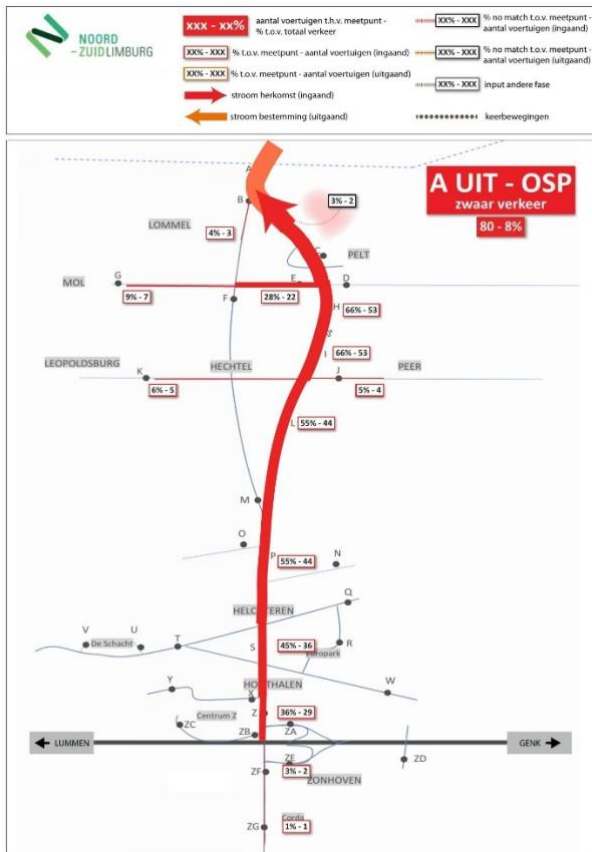 NOORD
-ZUIDLIMBURG
xxx - xx%
aantal voertuigen t.h.v. meetpunt -
% t.o.v. totaal verkeer
XX% - XXX
% t.o.v. meetpunt - aantal voertuigen (ingaand)
XX% - XXX
% t.o.v. meetpunt - aantal voertuigen (uitgaand)
stroom herkomst (ingaand)
stroom bestemming (uitgaand)
XX% - XXX
% no match t.o.v. meetpunt -
aantal voertuigen (ingaand)
XX% - XXX
% no match t.o.v. meetpunt -
aantal voertuigen (uitgaand)
XX% - XXX
input andere fase
keerbewegingen
A UIT - OSP
zwaar verkeer
80 - 8%
A
B
3% - 2
LOMMEL
4% - 3
C
PELT
MOL
G
E
D
9% - 7
F
28% - 22
H
66% - 53
I
66% - 53
LEOPOLDSBURG
HECHTEL
PEER
K
J
6% - 5
5% - 4
L
55% - 44
M
O
P
55% - 44
N
Q
V
U
De Schacht
T
S
45% - 36
R
Europark
Y
X
W
Z
36% - 29
Centrum Z
ZC
ZB
ZA
LUMMEN
GENK
ZE
ZD
ZF
3% - 2
ZONHOVEN
Corda
ZG
1% - 1